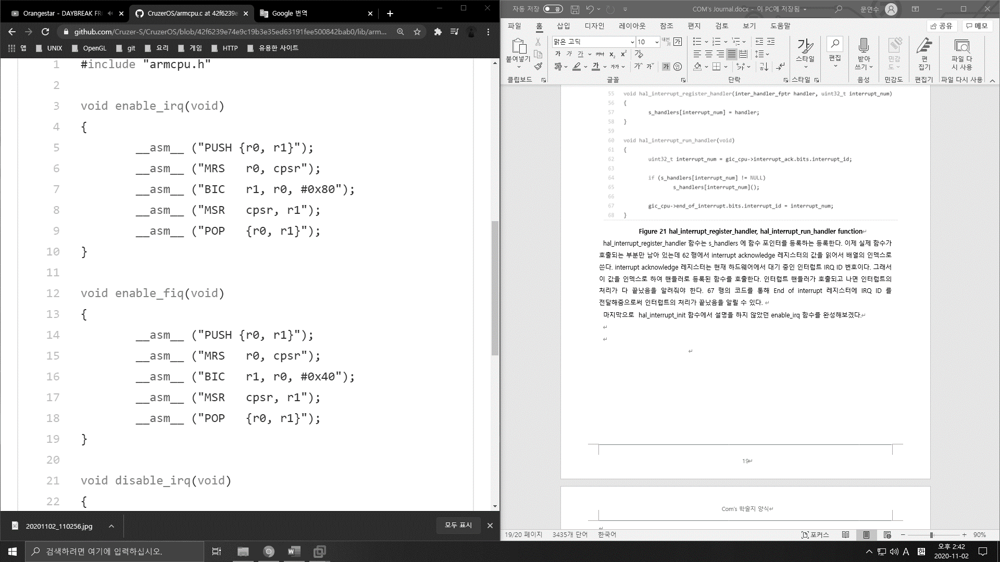 Orangestar - DAYBREAK FR
CruzerOS/armcpu.c at 42f6239e
Google 번역
github.com/Cruzer-S/CruzerOS/blob/42f6239e74e9c19b3e35ed63191fee500842bab0/lib/arm...
앱 UNIX OpenGL git 요리 게임 HTTP 유용한 사이트
1 #include "armcpu.h"
2
3 void enable_irq(void)
4 {
5 __asm__ ("PUSH {r0, r1}");
6 __asm__ ("MRS r0, cpsr");
7 __asm__ ("BIC r1, r0, #0x80");
8 __asm__ ("MSR cpsr, r1");
9 __asm__ ("POP {r0, r1}");
10 }
11
12 void enable_fiq(void)
13 {
14 __asm__ ("PUSH {r0, r1}");
15 __asm__ ("MRS r0, cpsr");
16 __asm__ ("BIC r1, r0, #0x40");
17 __asm__ ("MSR cpsr, r1");
18 __asm__ ("POP {r0, r1}");
19 }
20
21 void disable_irq(void)
22 {
20201102_110256.jpg
모두 표시
자동 저장 끔
COM's Journal.docx - 이 PC에 저장됨
문연수
파일 홈 삽입 디자인 레이아웃 참조 편지 검토 보기 도움말
공유 메모
붙여넣기
맑은 고딕 10
스타일
편집
받아
쓰기
민감
도
편
집기
파일 다
시 사용
클립보드 글꼴 단락 스타일 음성 민감도 편집기 파일 다시 사용
55 void hal_interrupt_register_handler(inter_handler_fptr handler, uint32_t interrupt_num)
56 {
57 s_handlers[interrupt_num] = handler;
58 }
59
60 void hal_interrupt_run_handler(void)
61 {
62 uint32_t interrupt_num = gic_cpu->interrupt_ack.bits.interrupt_id;
63
64 if (s_handlers[interrupt_num] != NULL)
65 s_handlers[interrupt_num]();
66
67 gic_cpu->end_of_interrupt.bits.interrupt_id = interrupt_num;
68 }
Figure 21 hal_interrupt_register_handler, hal_interrupt_run_handler function
hal_interrupt_register_handler 함수는 s_handlers 에 함수 포인터를 등록하는 등록한다. 이제 실제 함수가
호출되는 부분만 남아 있는데 62 행에서 interrupt acknowledge 레지스터의 값을 읽어서 배열의 인덱스로
쓴다. interrupt acknowledge 레지스터는 현재 하드웨어에서 대기 중인 인터럽트 IRQ ID 번호이다. 그래서
이 값을 인덱스로 하여 핸들러로 등록된 함수를 호출한다. 인터럽트 핸들러가 호출되고 나면 인터럽트의
처리가 다 끝났음을 알려줘야 한다. 67 행의 코드를 통해 End of interrupt 레지스터에 IRQ ID 를
전달해줌으로써 인터럽트의 처리가 끝났음을 알릴 수 있다.
마지막으로 hal_interrupt_init 함수에서 설명을 하지 않았던 enable_irq 함수를 완성해보겠다.
19
Com's 학술지 양식
19/20 페이지 3435개 단어 한국어
포커스
90%
검색하려면 여기에 입력하십시오.
A 한
오후 2:42
2020-11-02